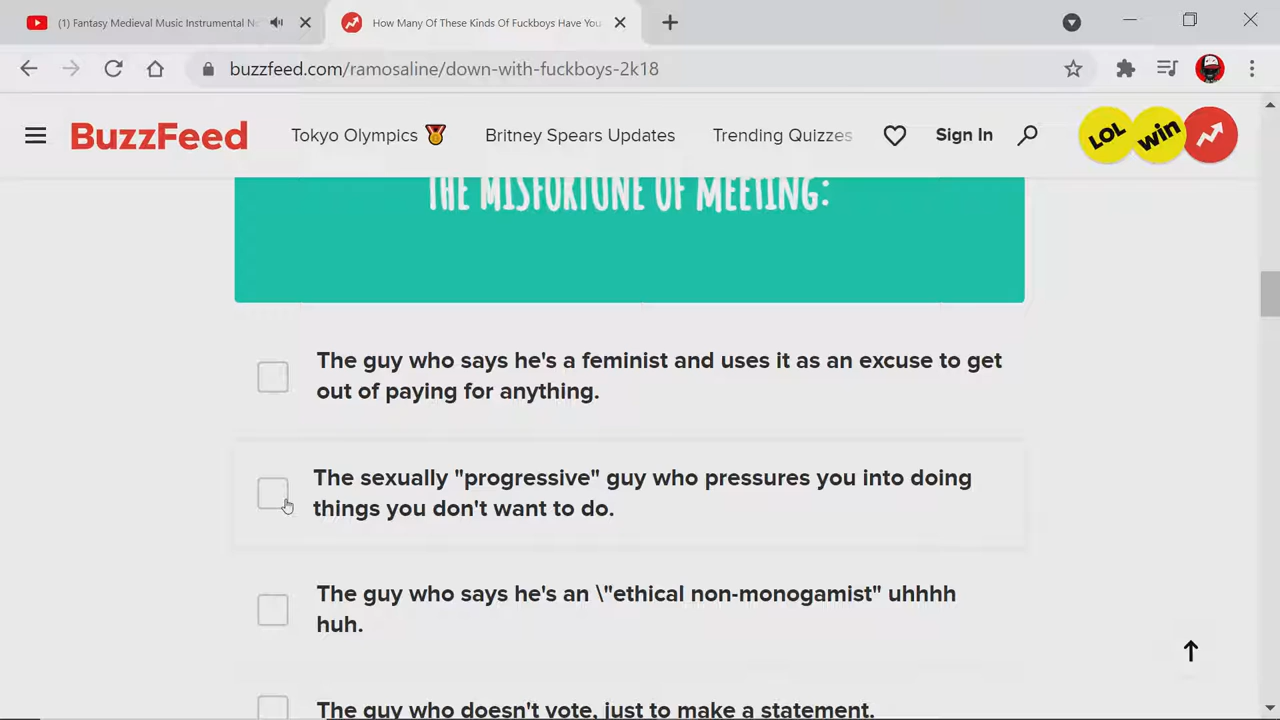 (1) Fantasy Medieval Music Instrumental No
How Many Of These Kinds Of Fuckboys Have You
buzzfeed.com/ramosaline/down-with-fuckboys-2k18
BuzzFeed
Tokyo Olympics 🏅
Britney Spears Updates
Trending Quizzes
Sign In
LOL
win
THE MISFORTUNE OF MEETING:
The guy who says he's a feminist and uses it as an excuse to get
out of paying for anything.
The sexually "progressive" guy who pressures you into doing
things you don't want to do.
The guy who says he's an \"ethical non-monogamist" uhhhh
huh.
The guy who doesn't vote, just to make a statement.